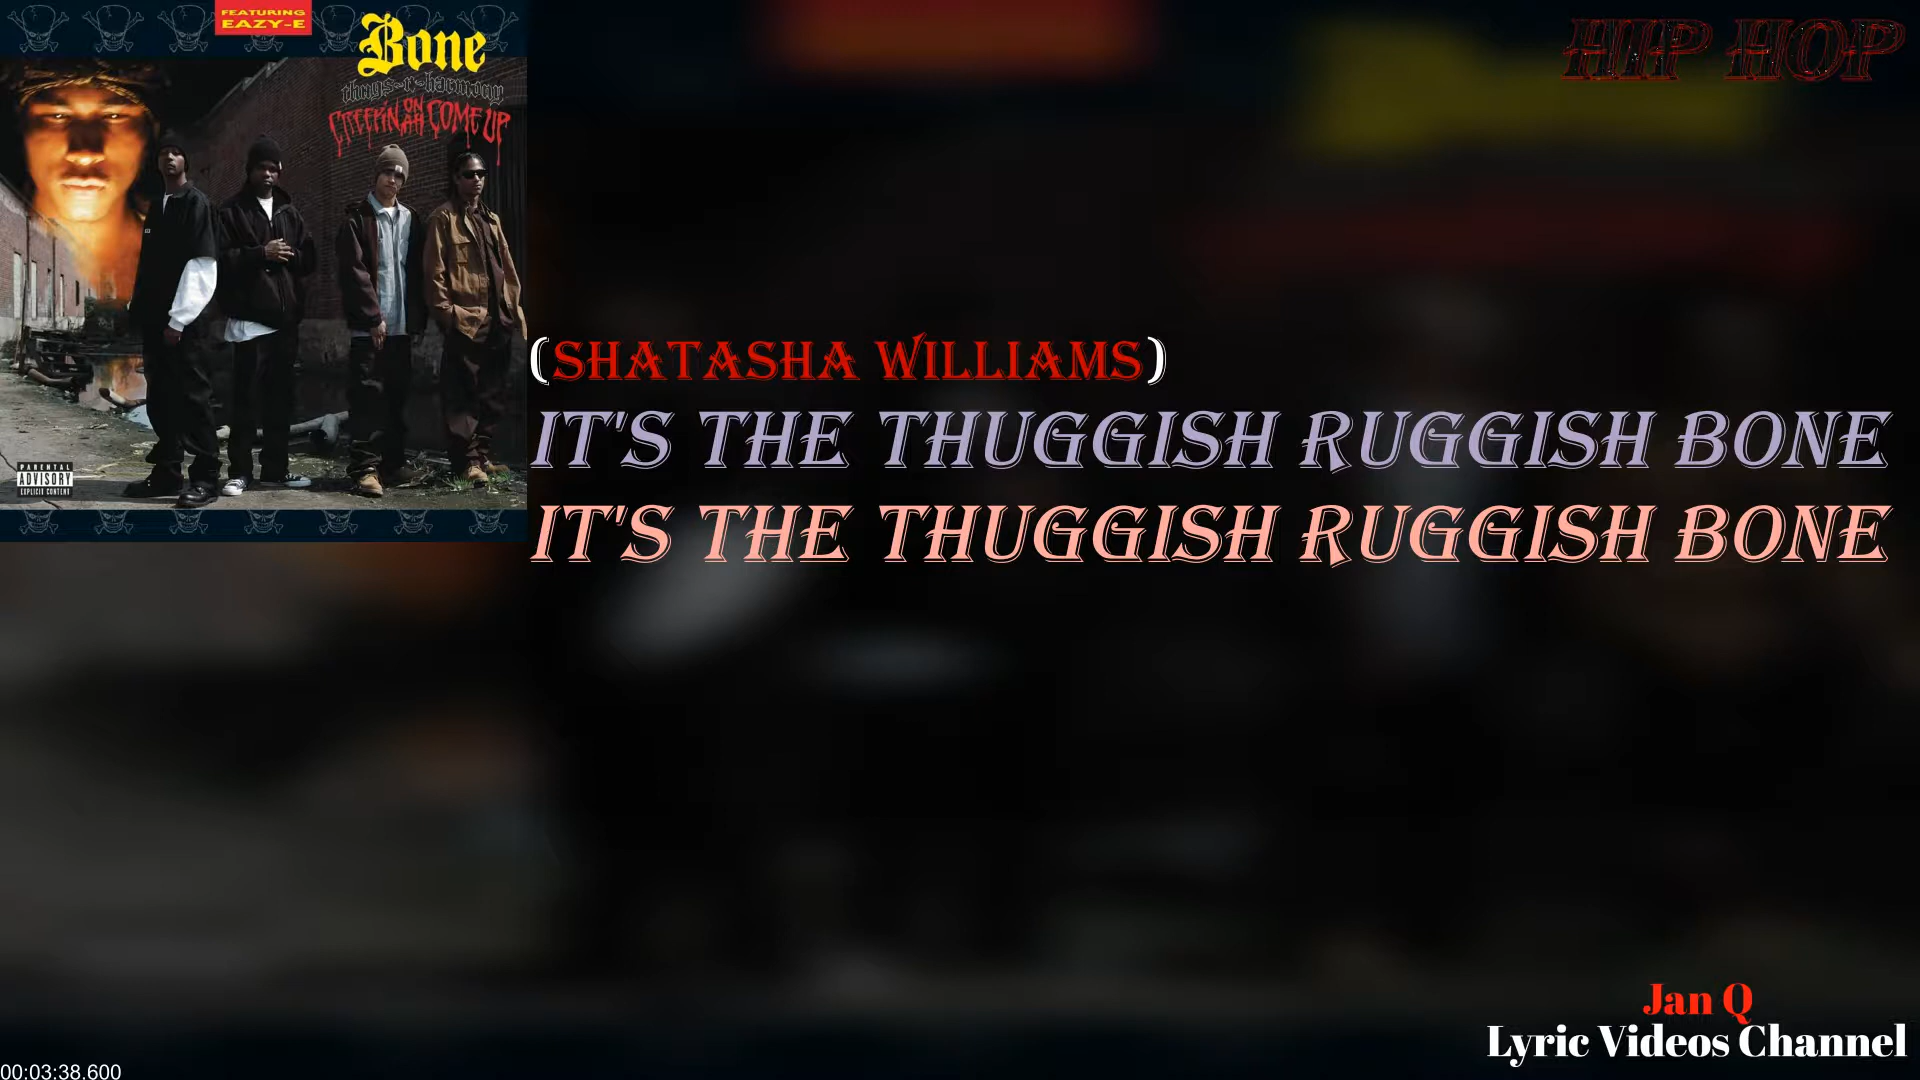 FEATURING
EAZY-E
Bone
thugs-n-harmony
CREEPIN ON AH COME UP
HIP HOP
(SHATASHA WILLIAMS)
IT'S THE THUGGISH RUGGISH BONE
IT'S THE THUGGISH RUGGISH BONE
PARENTAL
ADVISORY
EXPLICIT CONTENT
Jan Q
Lyric Videos Channel
00:03:38.600